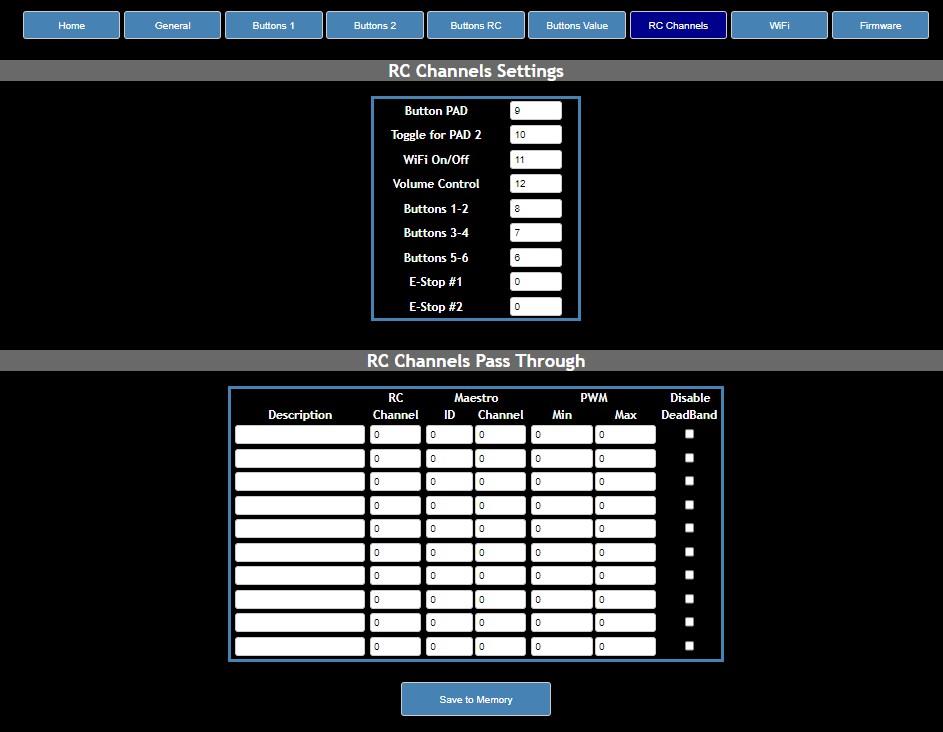 Home General Buttons 1 Buttons 2 Buttons RC Buttons Value RC Channels WiFi Firmware
RC Channels Settings
Button PAD 9
Toggle for PAD 2 10
WiFi On/Off 11
Volume Control 12
Buttons 1-2 8
Buttons 3-4 7
Buttons 5-6 6
E-Stop #1 0
E-Stop #2 0
RC Channels Pass Through
RC Maestro PWM Disable
Description Channel ID Channel Min Max DeadBand
0 0 0 0 0
0 0 0 0 0
0 0 0 0 0
0 0 0 0 0
0 0 0 0 0
0 0 0 0 0
0 0 0 0 0
0 0 0 0 0
0 0 0 0 0
0 0 0 0 0
Save to Memory